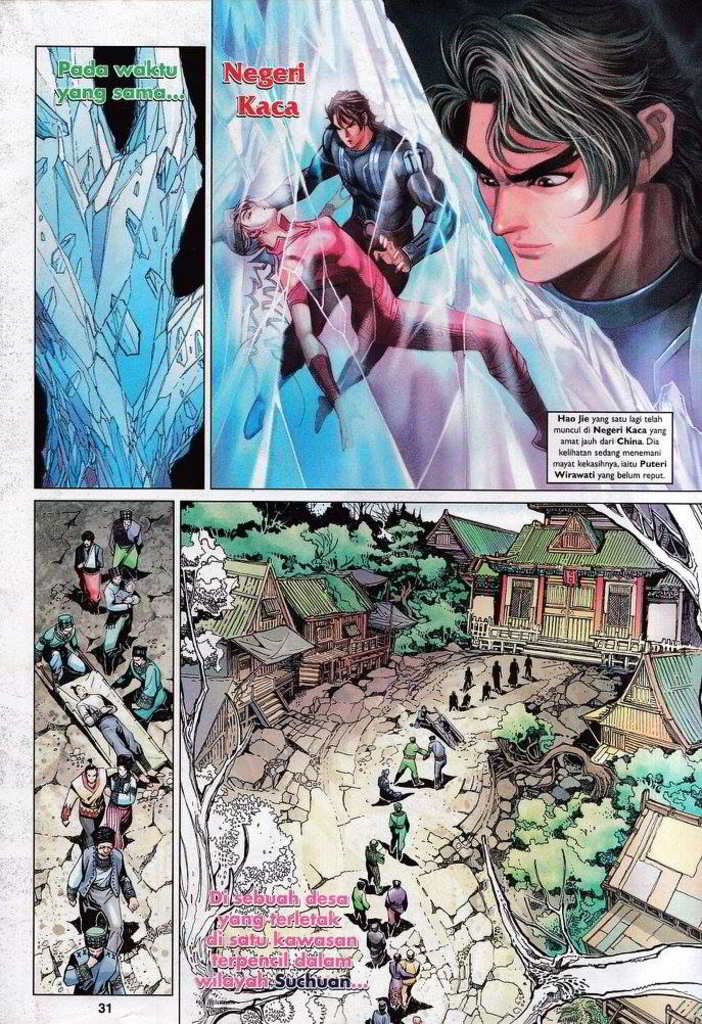 Pada waktu
yang sama...
Negeri
Kaca
Hao Jie yang satu lagi telah
muncul di Negeri Kaca yang
amat jauh dari China. Dia
kelihatan sedang menemani
mayat kekasihnya, iaitu Puteri
Wirawati yang belum reput.
Di sebuah desa
yang terletak
di satu kawasan
terpencil dalam
wilayah Suchuan...
31